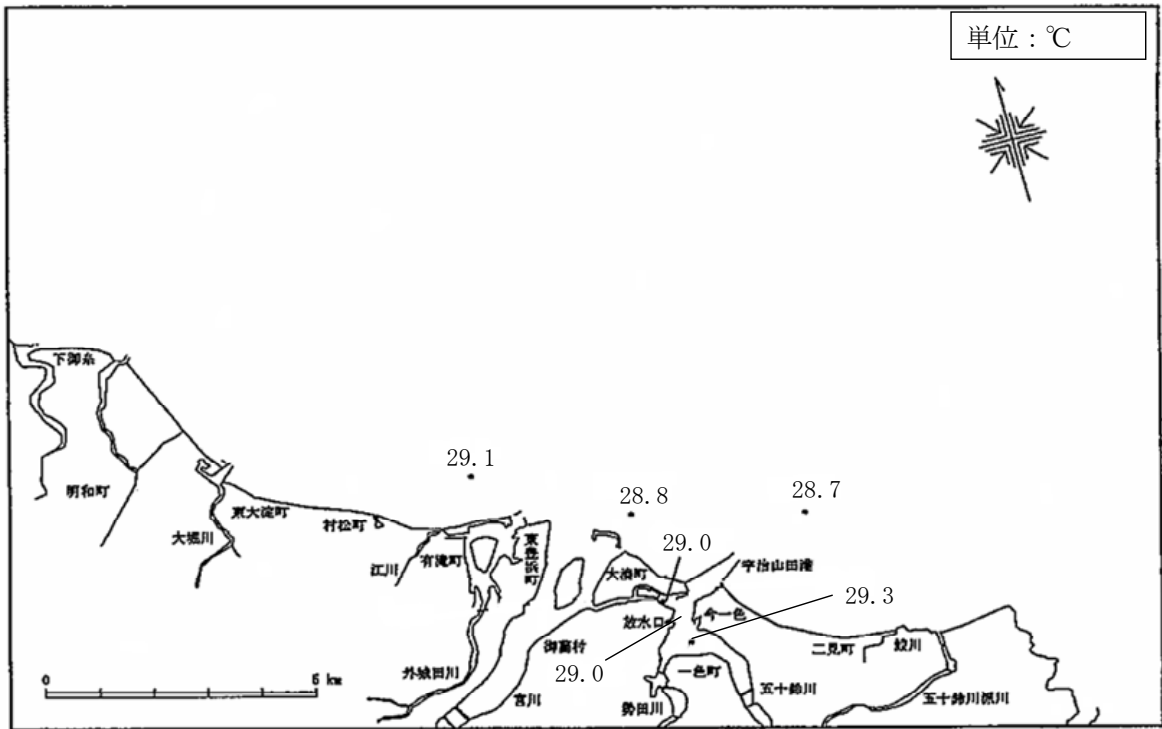 単位：℃
下御糸
29.1
28.8
28.7
明和町
東大淀町
村松町
大堀川
江川
有滝町
東豊浜町
大湊町
29.0
宇治山田港
29.3
放水口
今一色
御薗村
二見町
鮫川
外城田川
29.0
一色町
宮川
勢田川
五十鈴川
五十鈴川派川
0
6 km